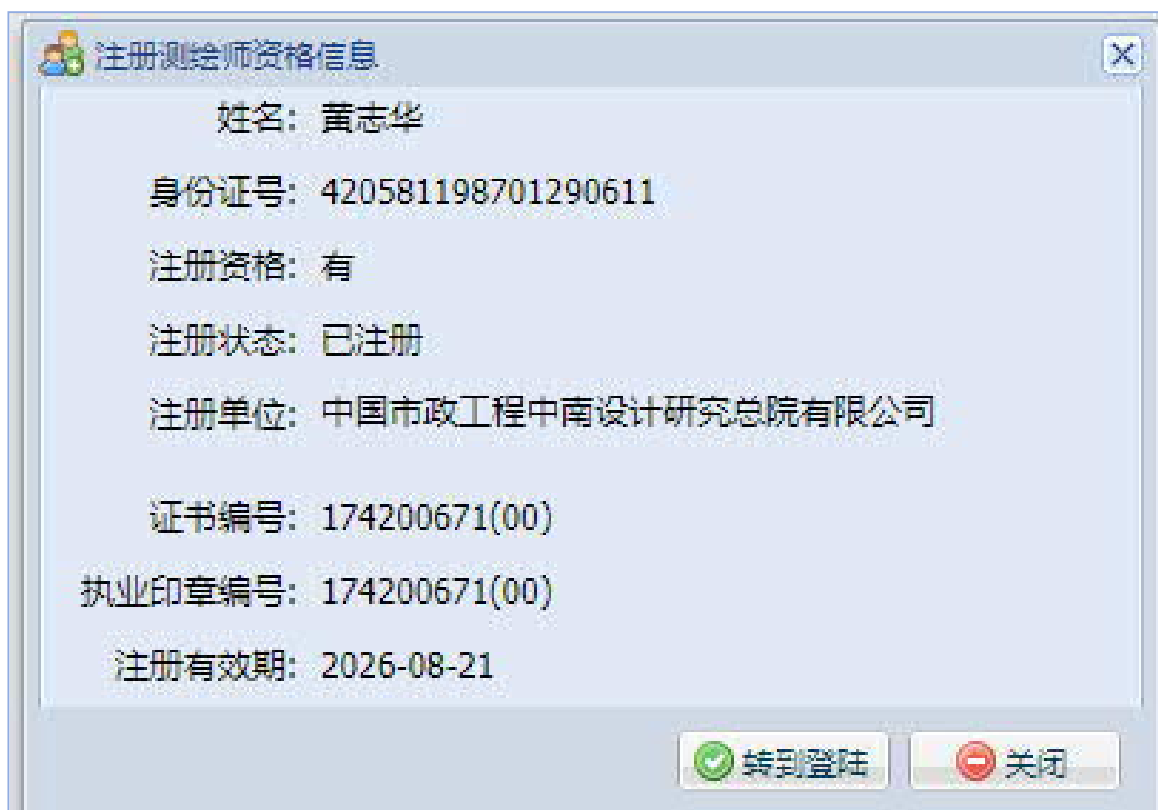 注册测绘师资格信息
姓名: 黄志华
身份证号: 420581198701290611
注册资格: 有
注册状态: 已注册
注册单位: 中国市政工程中南设计研究总院有限公司
证书编号: 174200671(00)
执业印章编号: 174200671(00)
注册有效期: 2026-08-21
转到登陆 关闭